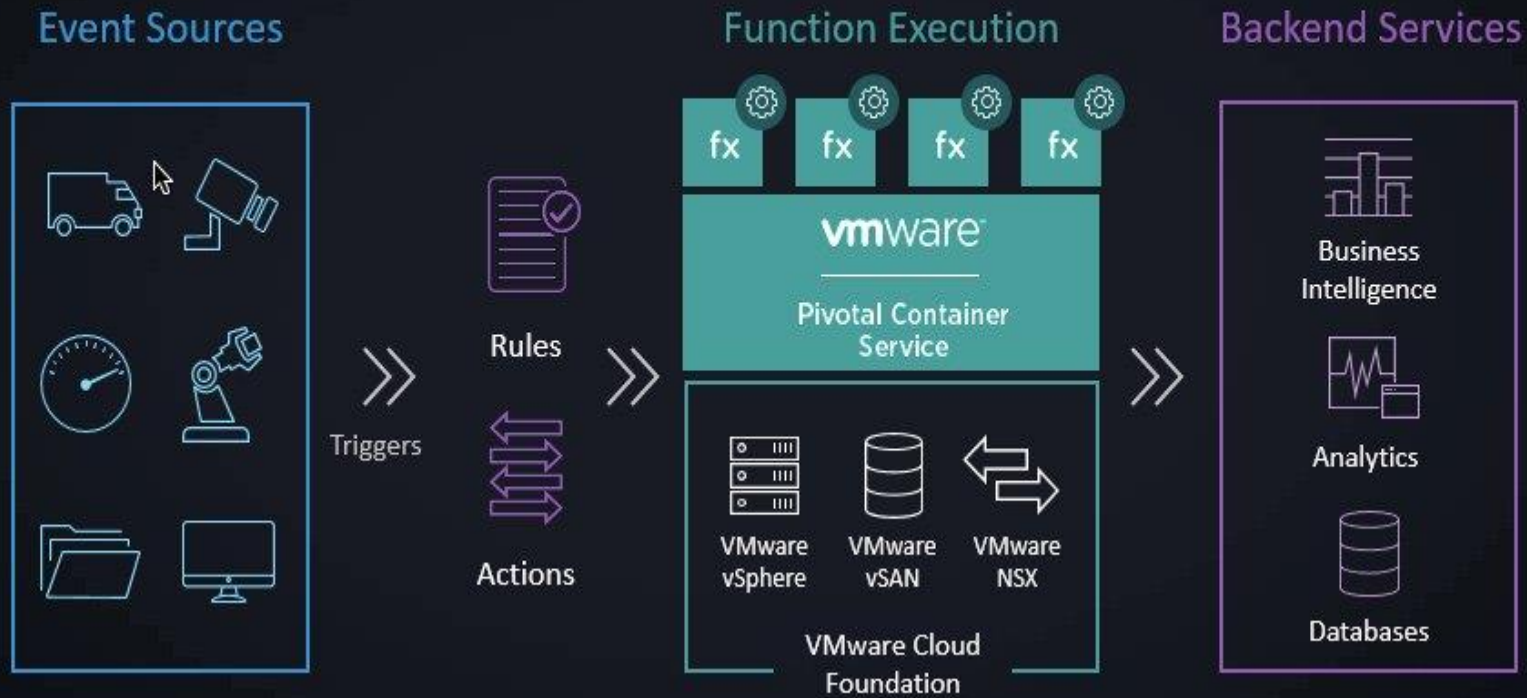 Event Sources
Function Execution
Backend Services
fx
fx
fx
fx
vmware
Pivotal Container
Service
Triggers
Rules
Actions
VMware
vSphere
VMware
vSAN
VMware
NSX
VMware Cloud
Foundation
Business
Intelligence
Analytics
Databases